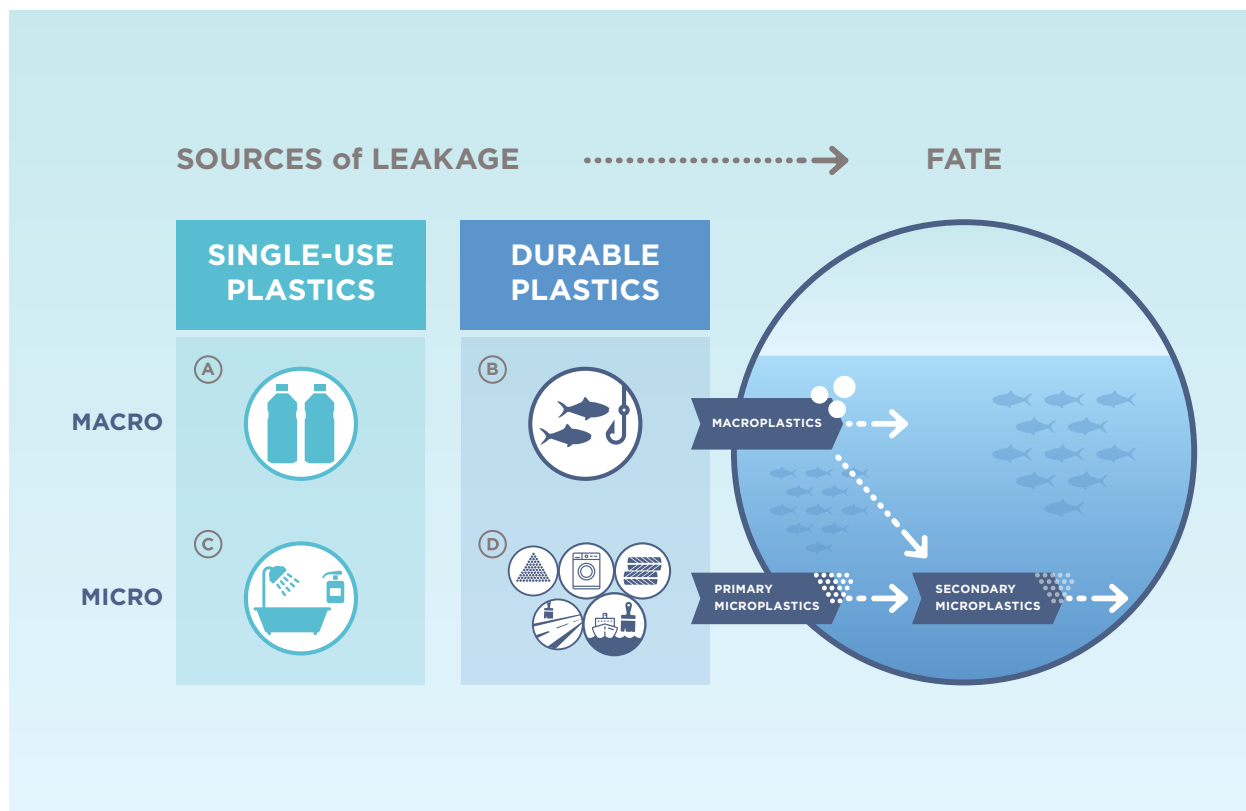 SOURCES of LEAKAGE
FATE
SINGLE-USE
PLASTICS
DURABLE
PLASTICS
A
B
MACRO
MACROPLASTICS
C
D
MICRO
PRIMARY
MICROPLASTICS
SECONDARY
MICROPLASTICS